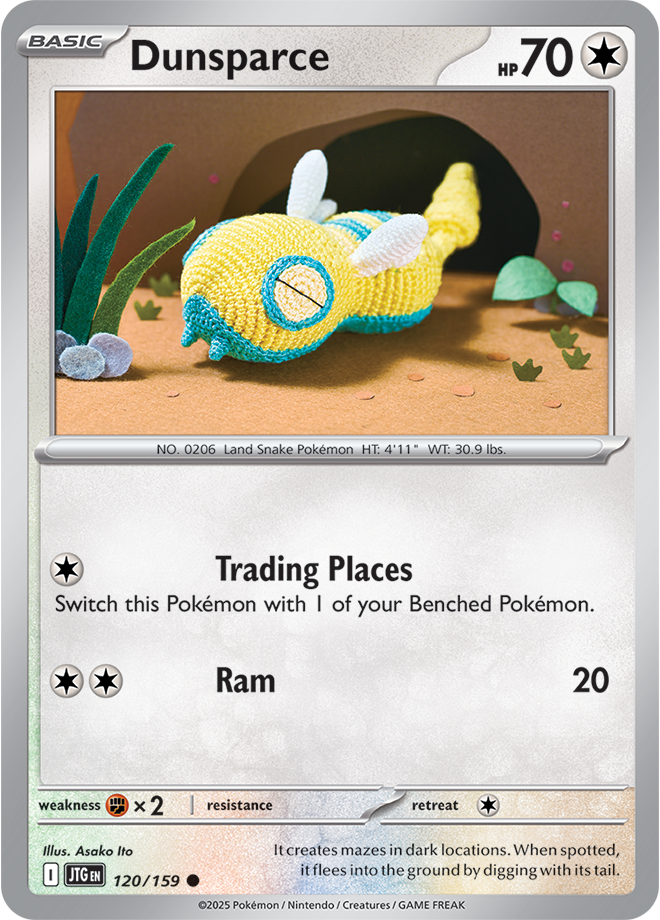 BASIC Dunsparce HP 70
NO. 0206 Land Snake Pokémon HT: 4'11" WT: 30.9 lbs.
Trading Places
Switch this Pokémon with 1 of your Benched Pokémon.
Ram 20
weakness ×2 resistance retreat
Illus. Asako Ito
It creates mazes in dark locations. When spotted,
it flees into the ground by digging with its tail.
I JTG EN 120/159
©2025 Pokémon / Nintendo / Creatures / GAME FREAK